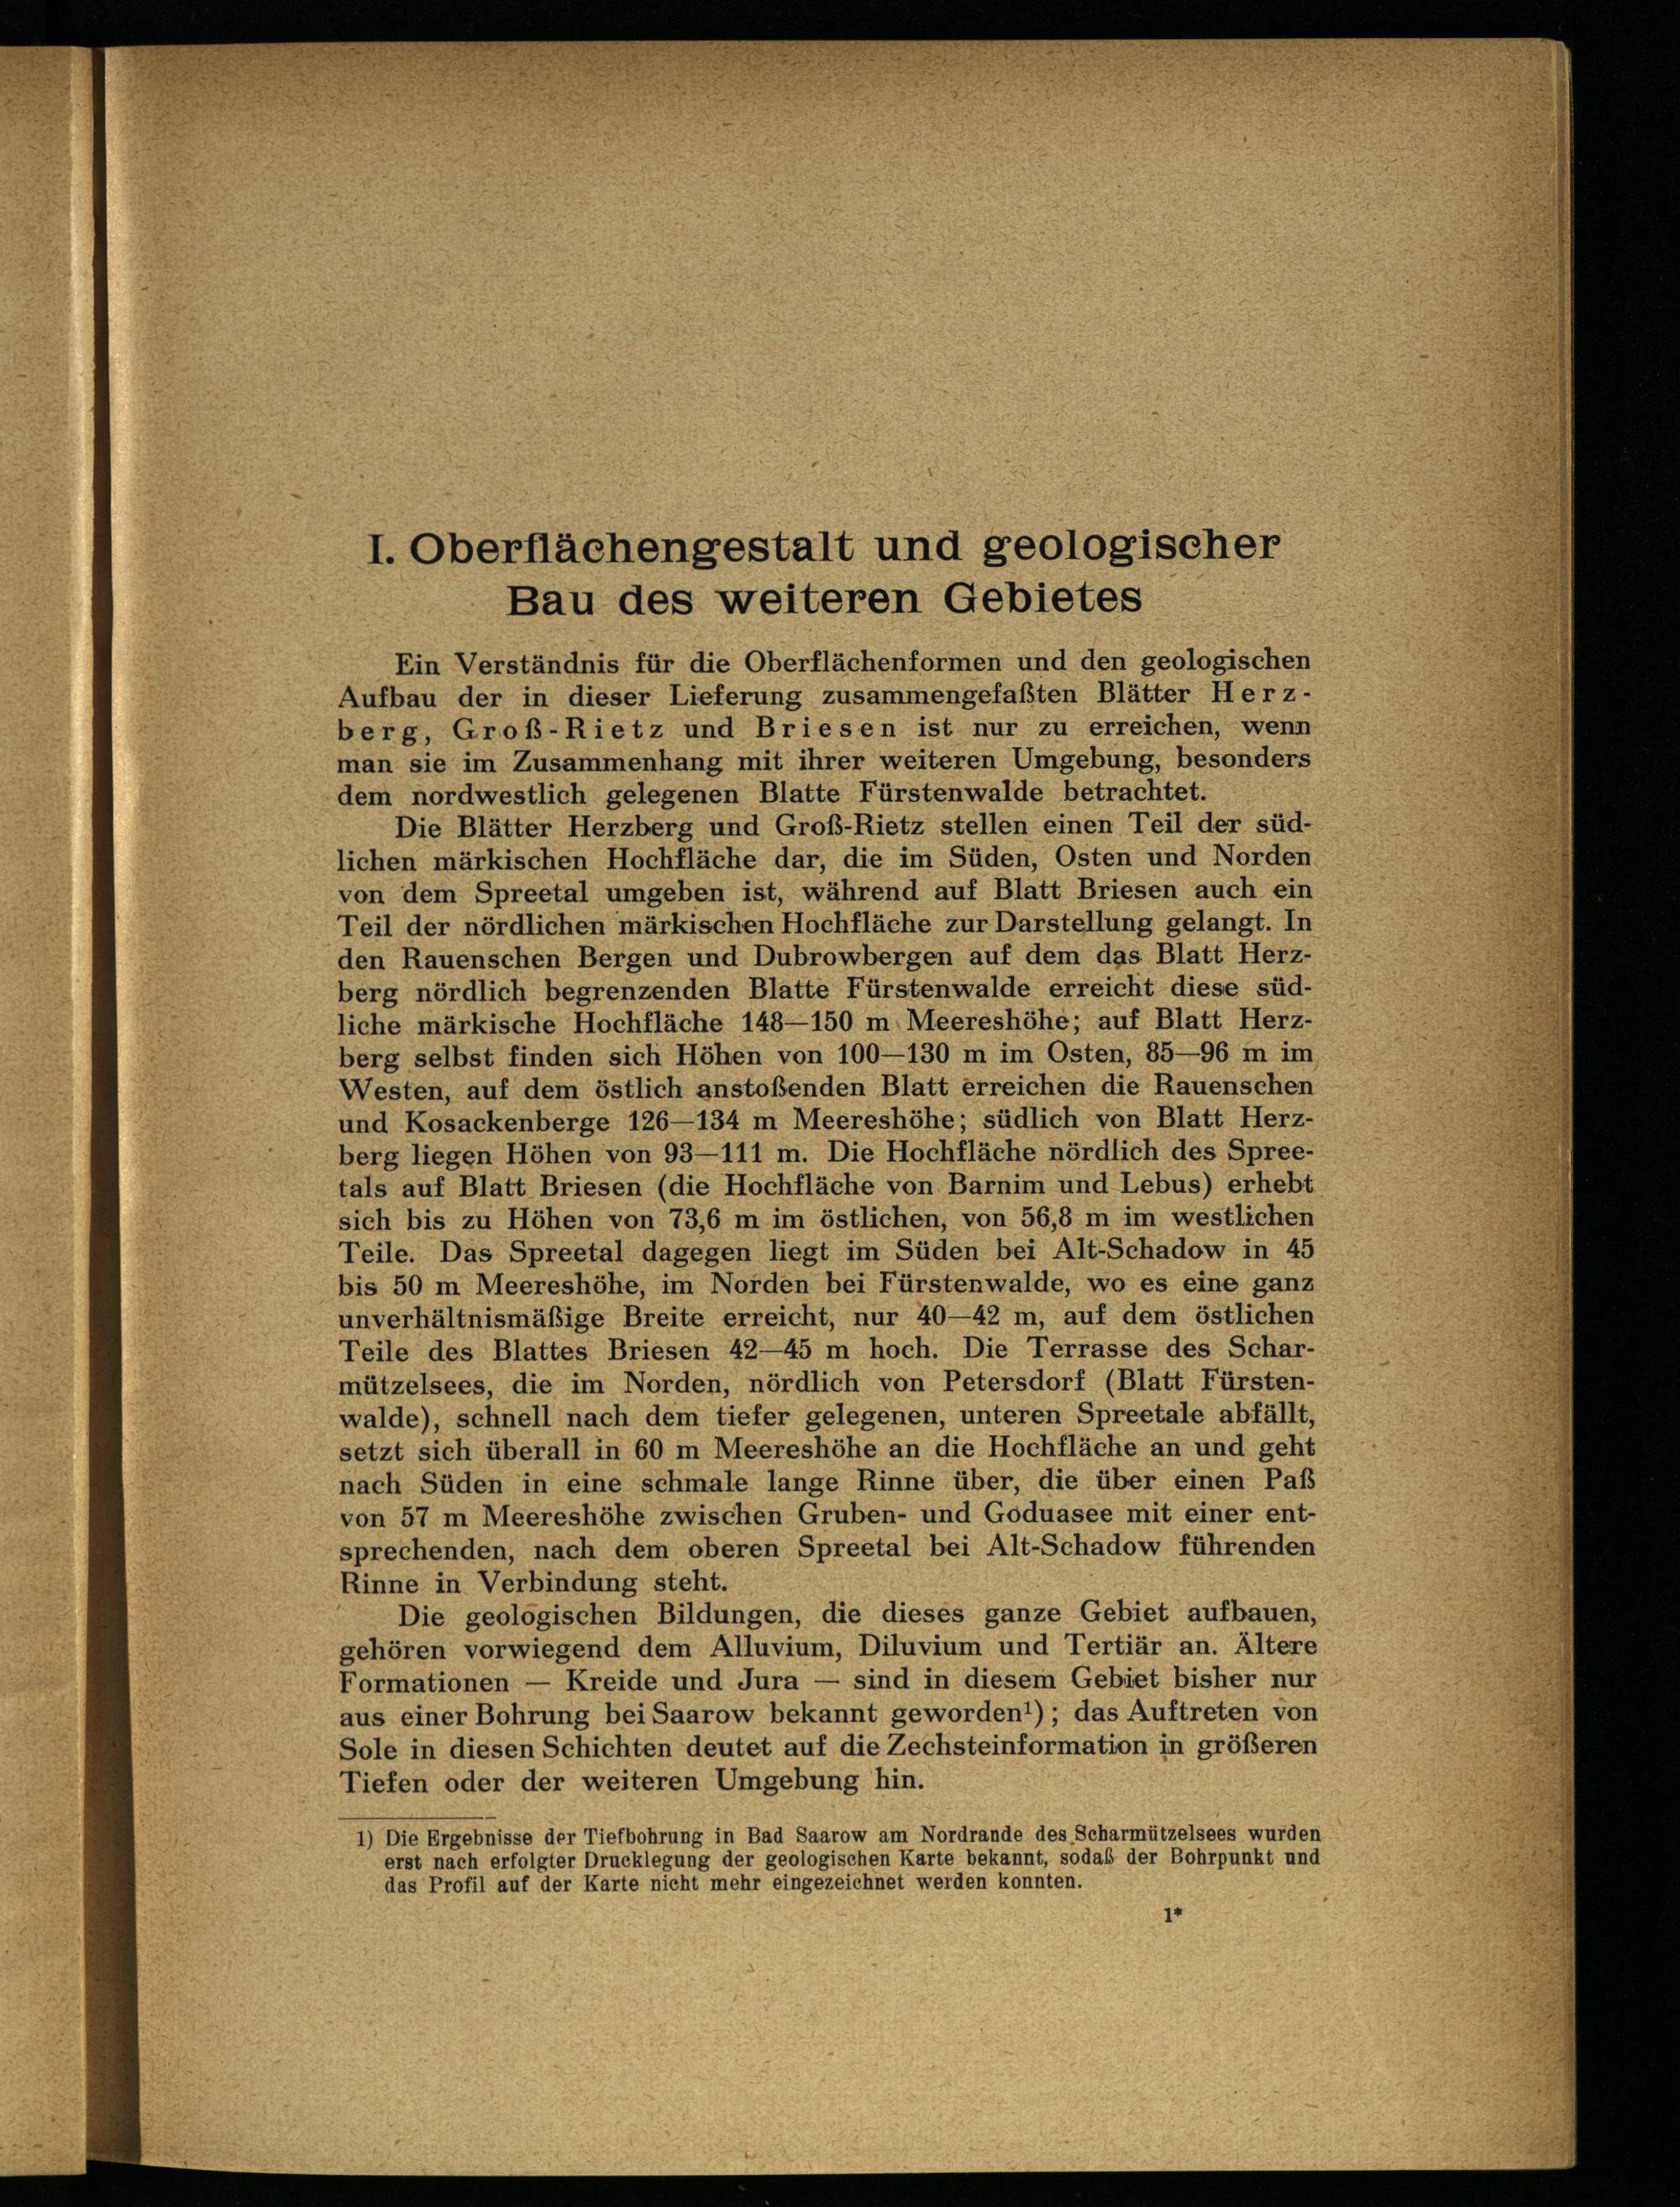 I. Oberflächengestalt und geologischer
Bau des weiteren Gebietes
Ein Verständnis für die Oberflächenformen und den geologischen
Aufbau der in dieser Lieferung zusammengefaßten Blätter Herz-
berg, Groß-Rietz und Briesen ist nur zu erreichen, wenn
man sie im Zusammenhang mit ihrer weiteren Umgebung, besonders
dem nordwestlich gelegenen Blatte Fürstenwalde betrachtet.
Die Blätter Herzberg und Groß-Rietz stellen einen Teil der süd-
lichen märkischen Hochfläche dar, die im Süden, Osten und Norden
von dem Spreetal umgeben ist, während auf Blatt Briesen auch ein
Teil der nördlichen märkischen Hochfläche zur Darstellung gelangt. In
den Rauenschen Bergen und Dubrowbergen auf dem das Blatt Herz-
berg nördlich begrenzenden Blatte Fürstenwalde erreicht diese süd-
liche märkische Hochfläche 148—150 m Meereshöhe; auf Blatt Herz-
berg selbst finden sich Höhen von 100—130 m im Osten, 85—96 m im
Westen, auf dem östlich anstoßenden Blatt erreichen die Rauenschen
und Kosackenberge 126—134 m Meereshöhe; südlich von Blatt Herz-
berg liegen Höhen von 93—111 m. Die Hochfläche nördlich des Spree-
tals auf Blatt Briesen (die Hochfläche von Barnim und Lebus) erhebt
sich bis zu Höhen von 73,6 m im östlichen, von 56,8 m im westlichen
Teile. Das Spreetal dagegen liegt im Süden bei Alt-Schadow in 45
bis 50 m Meereshöhe, im Norden bei Fürstenwalde, wo es eine ganz
unverhältnismäßige Breite erreicht, nur 40—42 m, auf dem östlichen
Teile des Blattes Briesen 42—45 m hoch. Die Terrasse des Schar-
mützelsees, die im Norden, nördlich von Petersdorf (Blatt Fürsten-
walde), schnell nach dem tiefer gelegenen, unteren Spreetale abfällt,
setzt sich überall in 60 m Meereshöhe an die Hochfläche an und geht
nach Süden in eine schmale lange Rinne über, die über einen Paß
von 57 m Meereshöhe zwischen Gruben- und Goduasee mit einer ent-
sprechenden, nach dem oberen Spreetal bei Alt-Schadow führenden
Rinne in Verbindung steht.
Die geologischen Bildungen, die dieses ganze Gebiet aufbauen,
gehören vorwiegend dem Alluvium, Diluvium und Tertiär an. Ältere
Formationen — Kreide und Jura — sind in diesem Gebiet bisher nur
aus einer Bohrung bei Saarow bekannt geworden¹); das Auftreten von
Sole in diesen Schichten deutet auf die Zechsteinformation in größeren
Tiefen oder der weiteren Umgebung hin.
1) Die Ergebnisse der Tiefbohrung in Bad Saarow am Nordrande des Scharmützelsees wurden
erst nach erfolgter Drucklegung der geologischen Karte bekannt, sodaß der Bohrpunkt und
das Profil auf der Karte nicht mehr eingezeichnet werden konnten.
1*